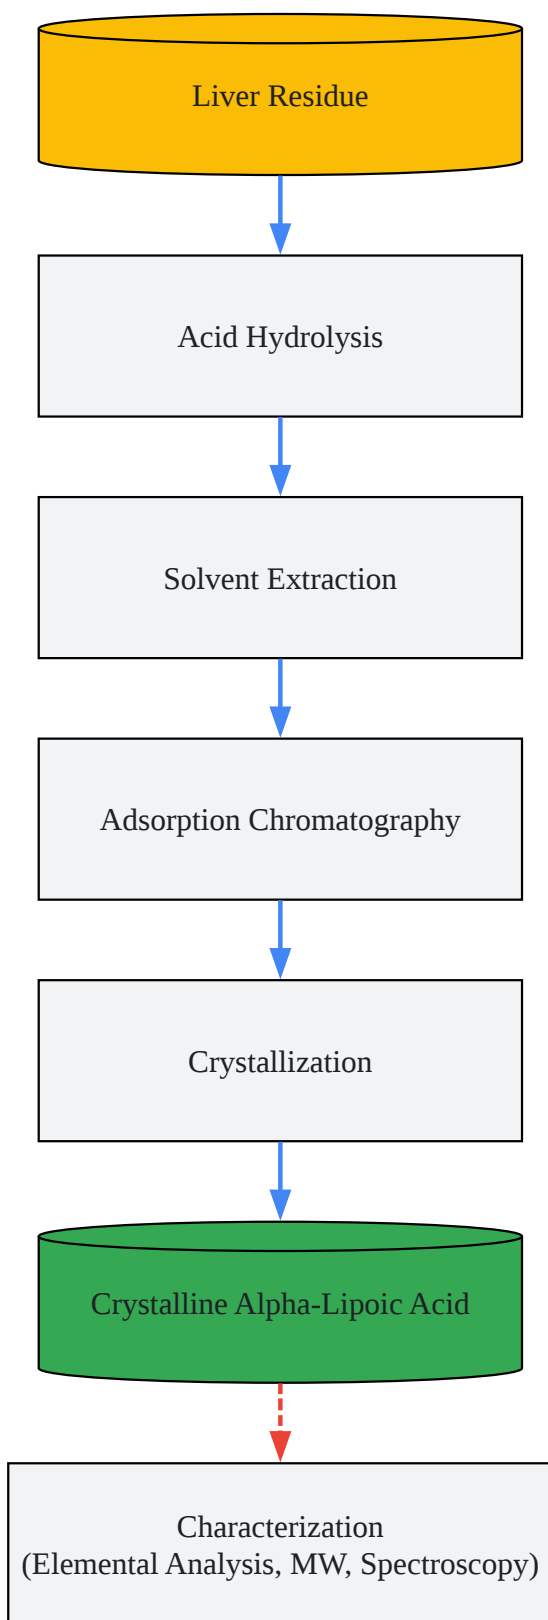 Liver Residue
Acid Hydrolysis
Solvent Extraction
Adsorption Chromatography
Crystallization
Crystalline Alpha-Lipoic Acid
Characterization
(Elemental Analysis, MW, Spectroscopy)